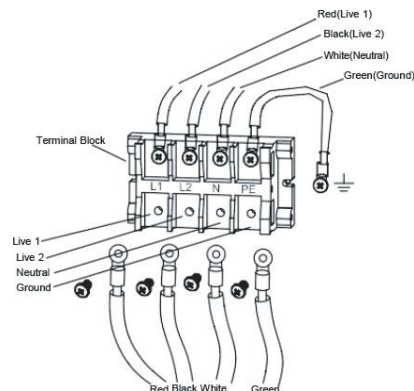 Red(Live 1)
Black(Live 2)
White(Neutral)
Green(Ground)
Terminal Block
L1 L2 N PE
Live 1
Live 2
Neutral
Ground
Red Black White Green